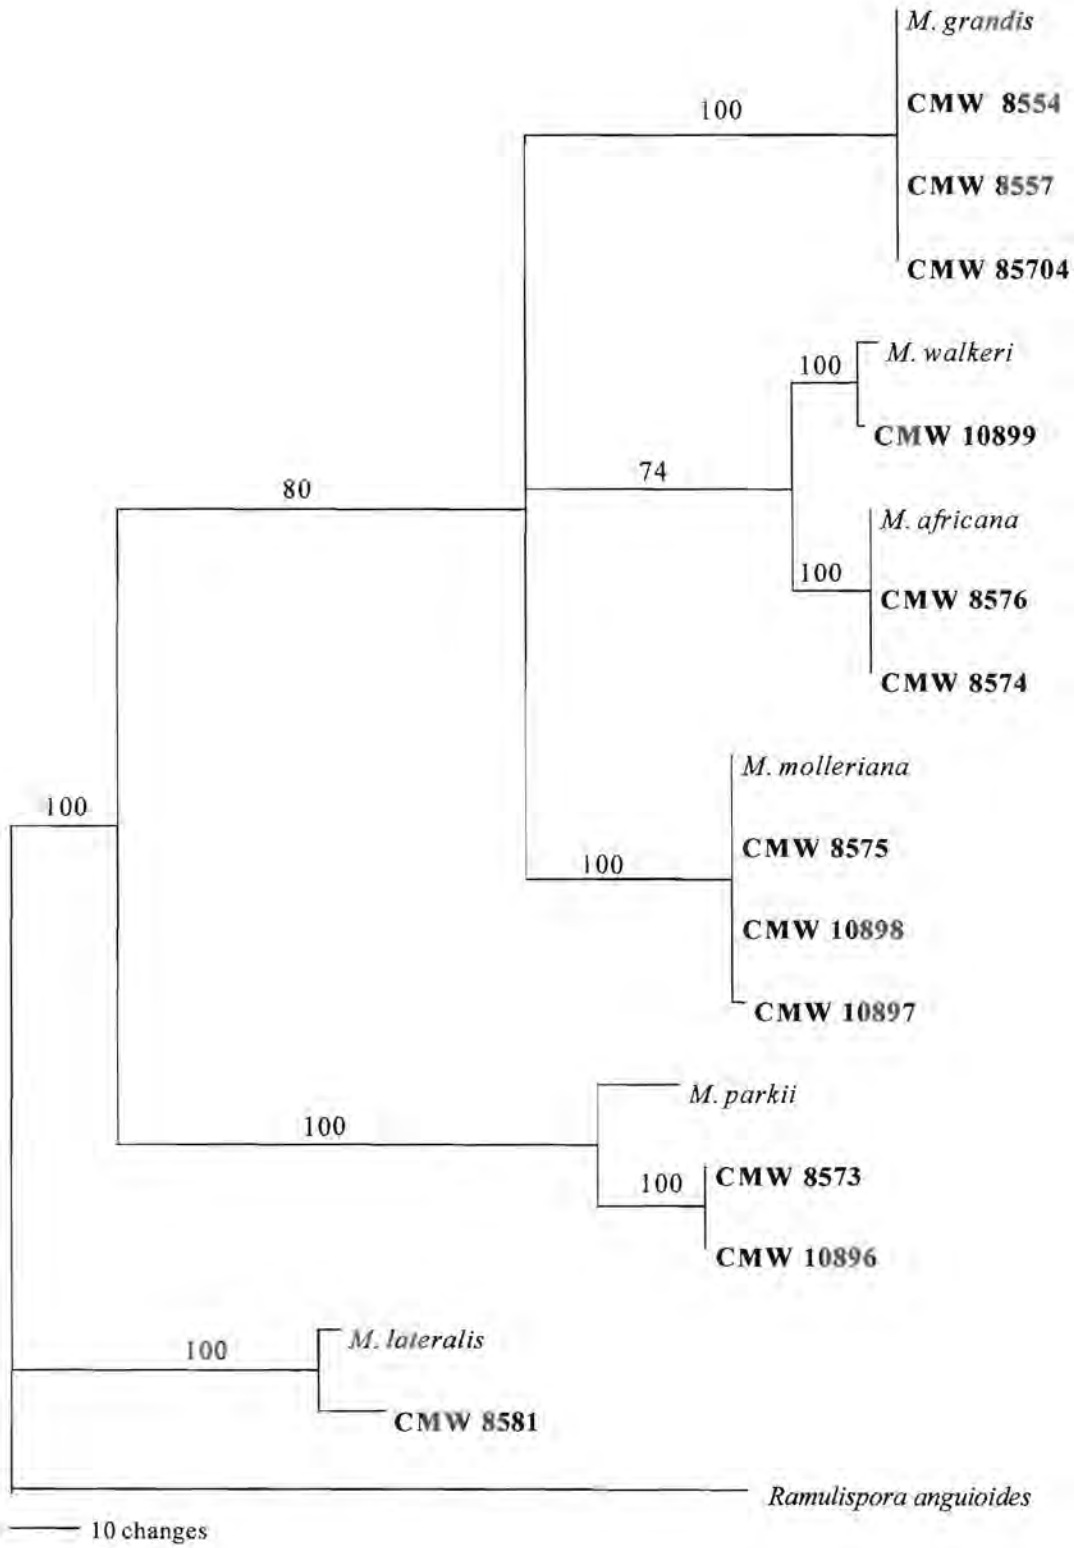 M. grandis
100
CMW 8554
CMW 8557
CMW 85704
M. walkeri
100
CMW 10899
74
80
M. africana
100
CMW 8576
CMW 8574
M. molleriana
100
CMW 8575
100
CMW 10898
CMW 10897
M. parkii
100
CMW 8573
100
CMW 10896
M. lateralis
100
CMW 8581
Ramulispora anguioides
10 changes